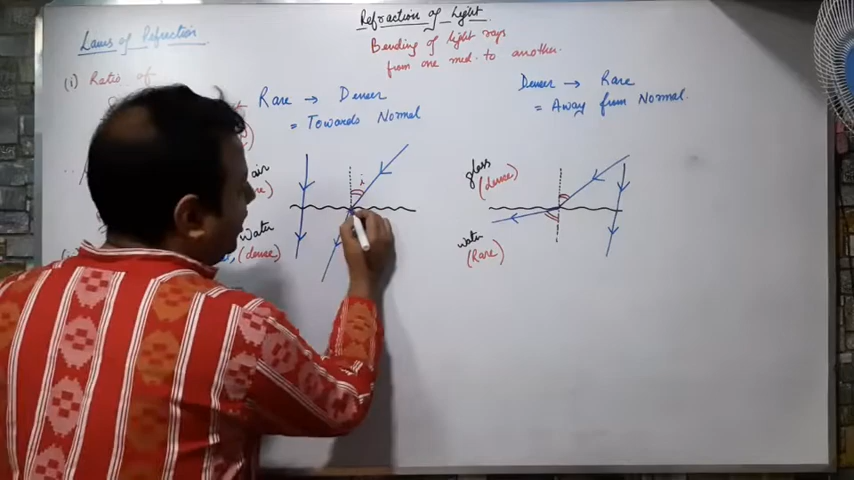 Refraction of Light
Laws of Refraction
Bending of light rays
from one med. to another.
(i) Ratio of
Rare → Denser
= Towards Normal
Denser → Rare
= Away from Normal.
air
i
water
(dense)
glass
(dense)
water
(Rare)